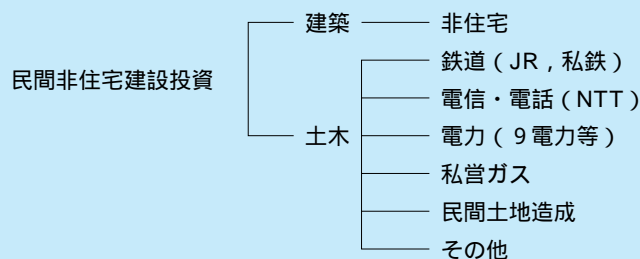 建築
非住宅
鉄道(JR,私鉄)
民間非住宅建設投資
電信・電話(NTT)
土木
電力(9電力等)
私営ガス
民間土地造成
その他